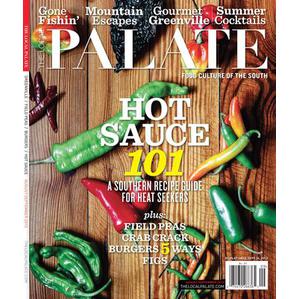 Gone Fishin'
Mountain Escapes
Gourmet Greenville
Summer Cocktails
THE LOCAL
PALATE
FOOD CULTURE OF THE SOUTH
HOT
SAUCE
101
A SOUTHERN RECIPE GUIDE
FOR HEAT SEEKERS
plus:
FIELD PEAS
CRAB CRACK
BURGERS 5 WAYS
FIGS
THELOCALPALATE.COM